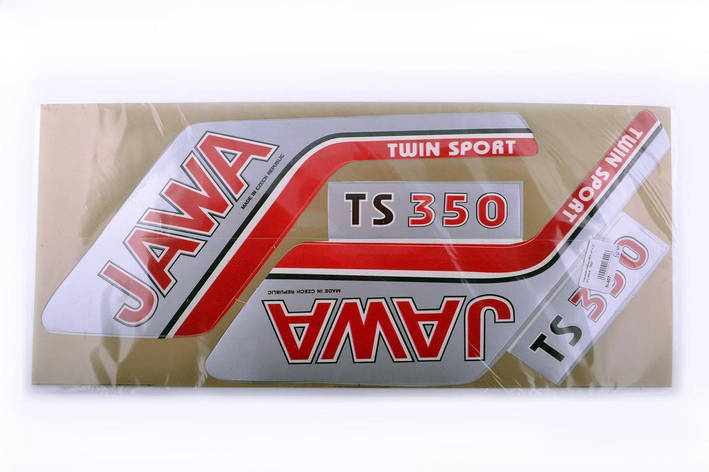 JAWA
MADE IN CZECH REPUBLIC
TWIN SPORT
TS 350
TWIN SPORT
JAWA
MADE IN CZECH REPUBLIC
TS 350